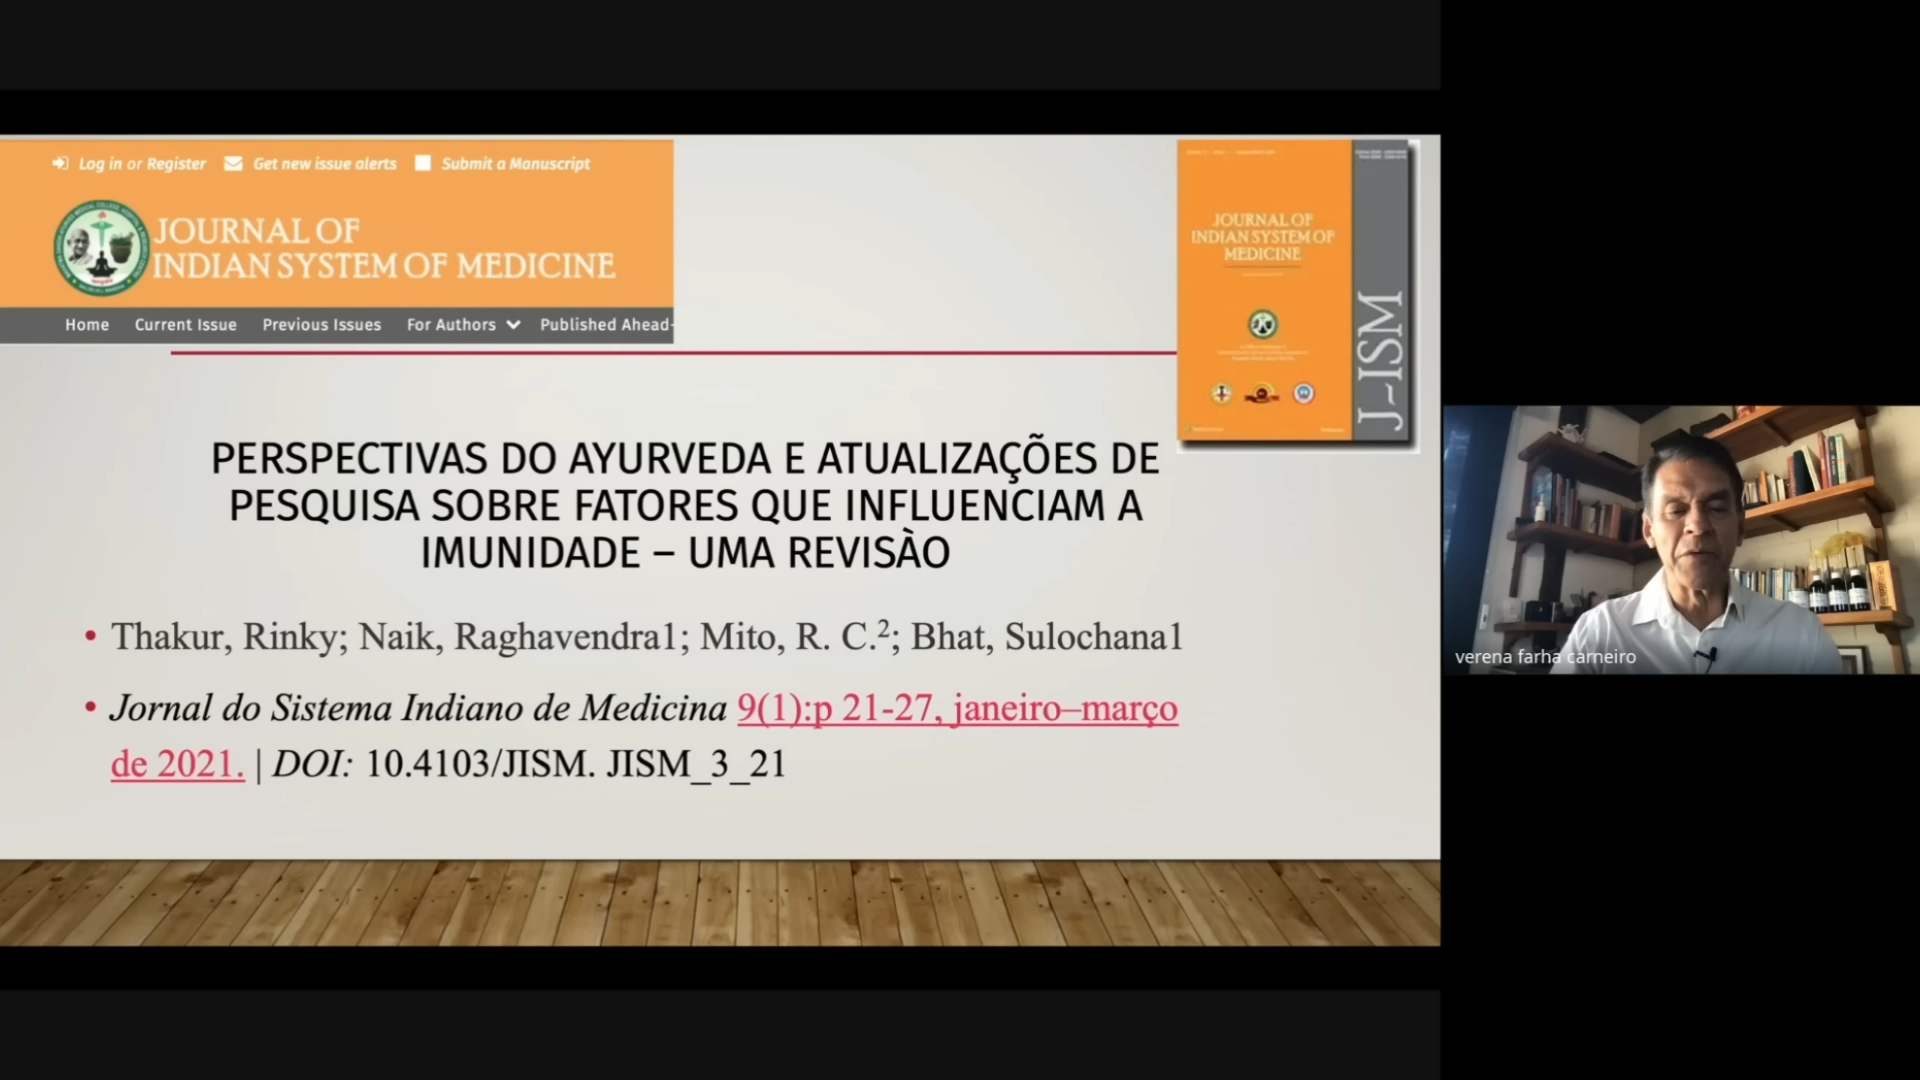 Log in or Register Get new issue alerts Submit a Manuscript
JOURNAL OF
INDIAN SYSTEM OF MEDICINE
Home Current Issue Previous Issues For Authors Published Ahead-
JOURNAL OF
INDIAN SYSTEM OF
MEDICINE
J-ISM
PERSPECTIVAS DO AYURVEDA E ATUALIZAÇÕES DE
PESQUISA SOBRE FATORES QUE INFLUENCIAM A
IMUNIDADE – UMA REVISÀO
• Thakur, Rinky; Naik, Raghavendra1; Mito, R. C.²; Bhat, Sulochana1
• Jornal do Sistema Indiano de Medicina 9(1):p 21-27, janeiro–março
de 2021. | DOI: 10.4103/JISM. JISM_3_21
verena farha carneiro